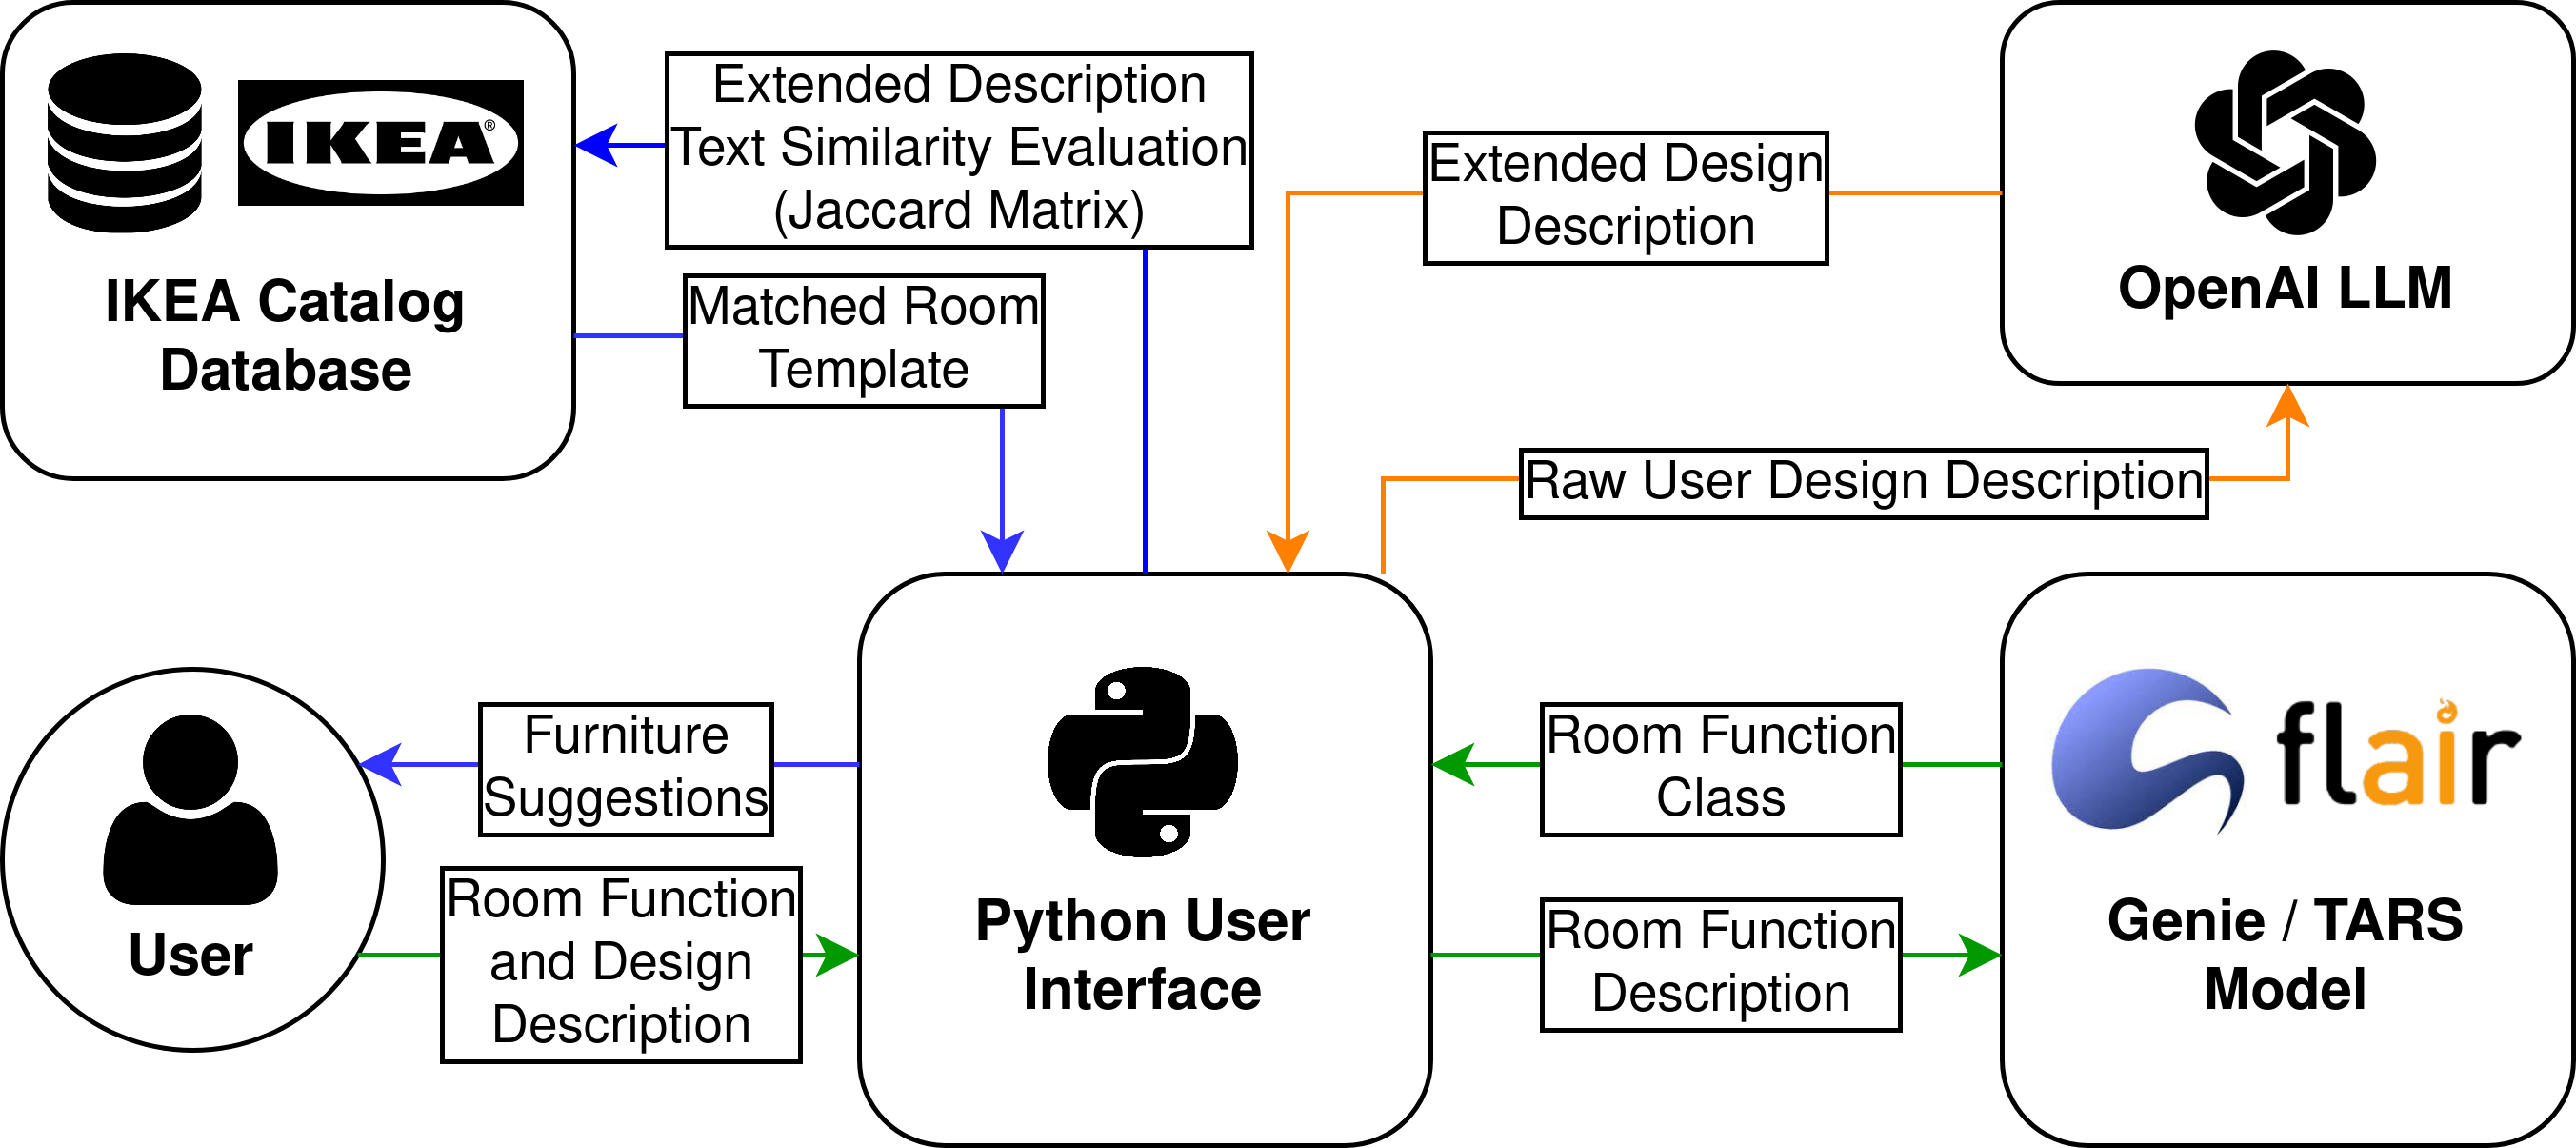 IKEA
®
IKEA Catalog
Database
Extended Description
Text Similarity Evaluation
(Jaccard Matrix)
Matched Room
Template
Extended Design
Description
OpenAI LLM
Raw User Design Description
User
Furniture
Suggestions
Room Function
and Design
Description
Python User
Interface
Room Function
Class
Room Function
Description
flair
Genie / TARS
Model